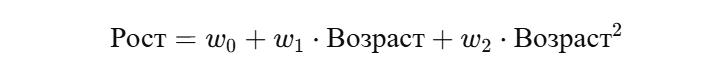 Рост = w₀ + w₁ · Возраст + w₂ · Возраст²